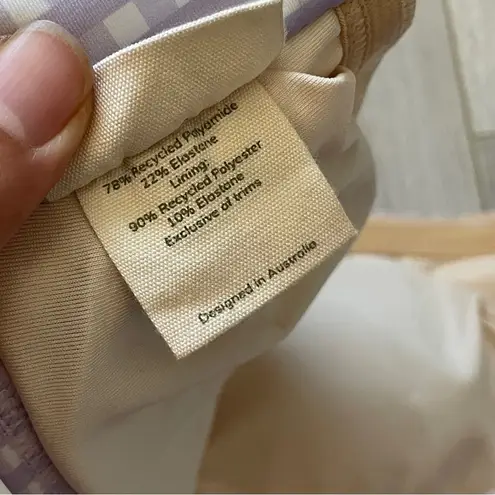 78% Recycled Polyamide
22% Elastane
Lining:
90% Recycled Polyester
10% Elastane
Exclusive of trims
Designed in Australia